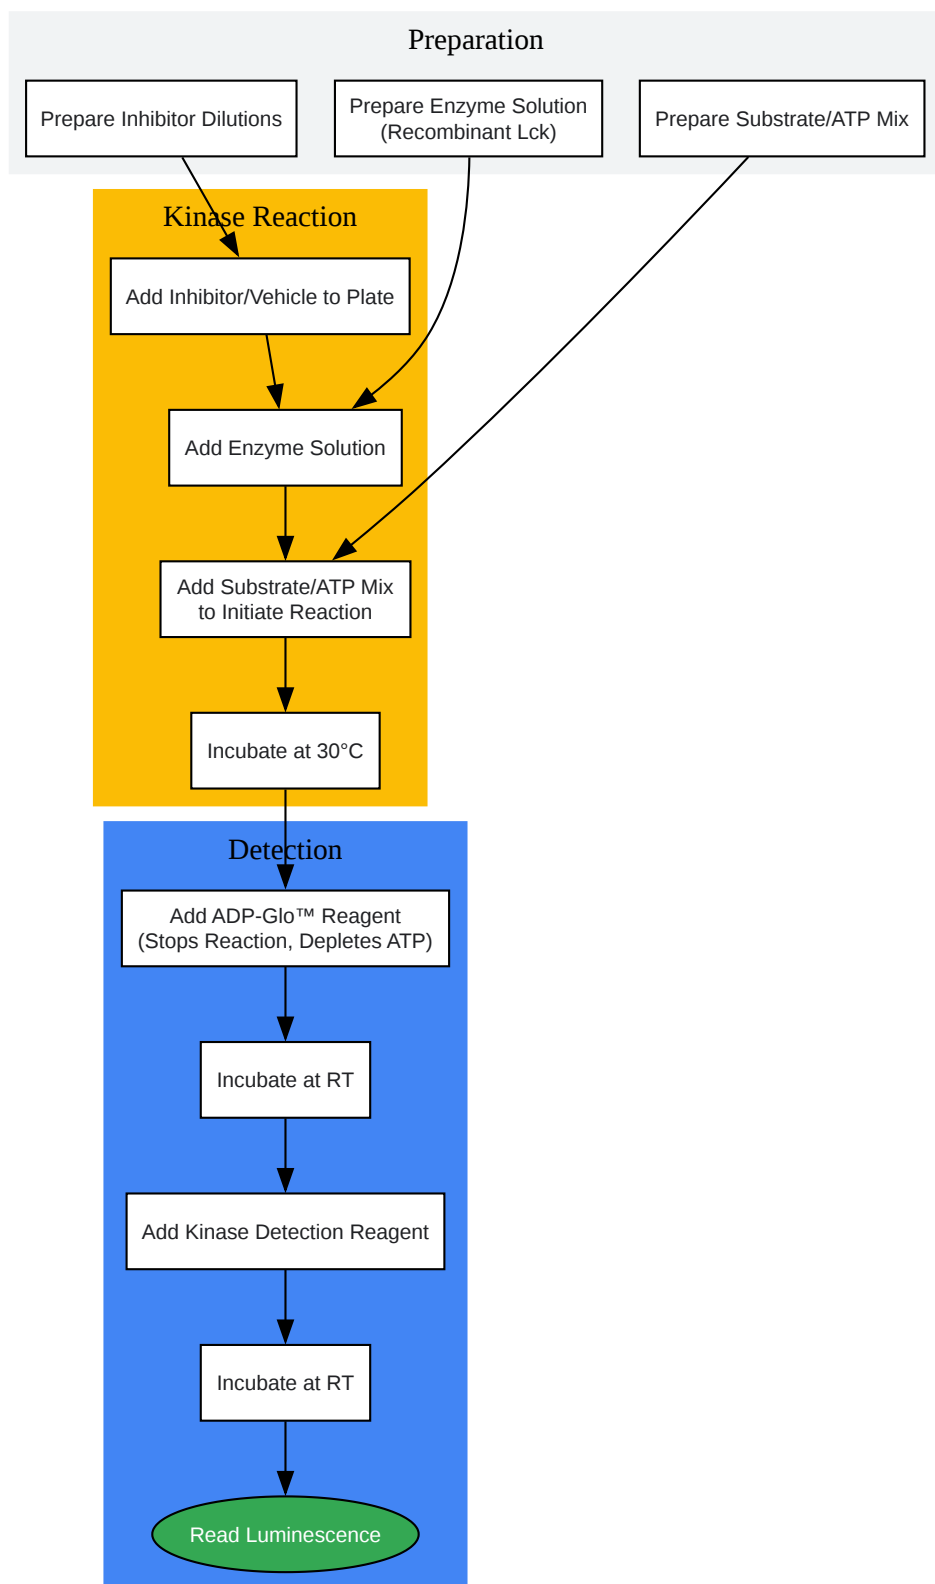 Preparation
Prepare Inhibitor Dilutions
Prepare Enzyme Solution
(Recombinant Lck)
Prepare Substrate/ATP Mix
Kinase Reaction
Add Inhibitor/Vehicle to Plate
Add Enzyme Solution
Add Substrate/ATP Mix
to Initiate Reaction
Incubate at 30°C
Detection
Add ADP-Glo™ Reagent
(Stops Reaction, Depletes ATP)
Incubate at RT
Add Kinase Detection Reagent
Incubate at RT
Read Luminescence